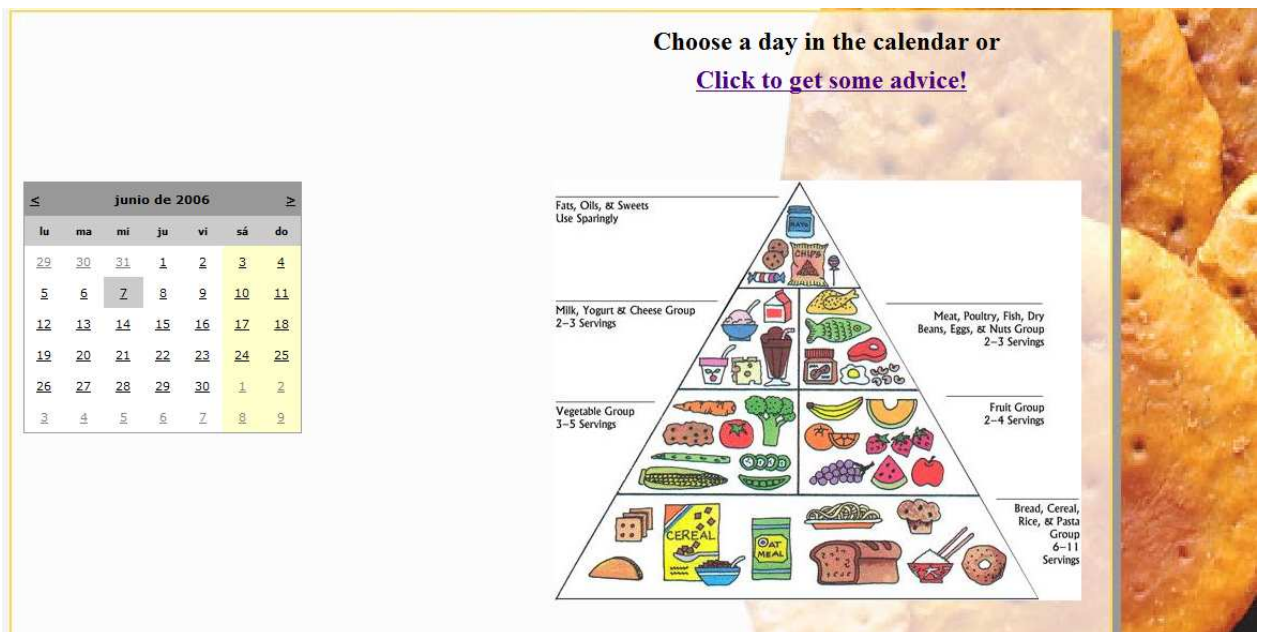 Choose a day in the calendar or
Click to get some advice!
< junio de 2006 >
lu ma mi ju vi sá do
29 30 31 1 2 3 4
5 6 7 8 9 10 11
12 13 14 15 16 17 18
19 20 21 22 23 24 25
26 27 28 29 30 1 2
3 4 5 6 7 8 9
Fats, Oils, & Sweets
Use Sparingly
CHIPS
Milk, Yogurt & Cheese Group
2–3 Servings
Meat, Poultry, Fish, Dry
Beans, Eggs, & Nuts Group
2–3 Servings
Vegetable Group
3–5 Servings
Fruit Group
2–4 Servings
Bread, Cereal,
Rice, & Pasta
Group
6–11
Servings
CEREAL
OAT
MEAL